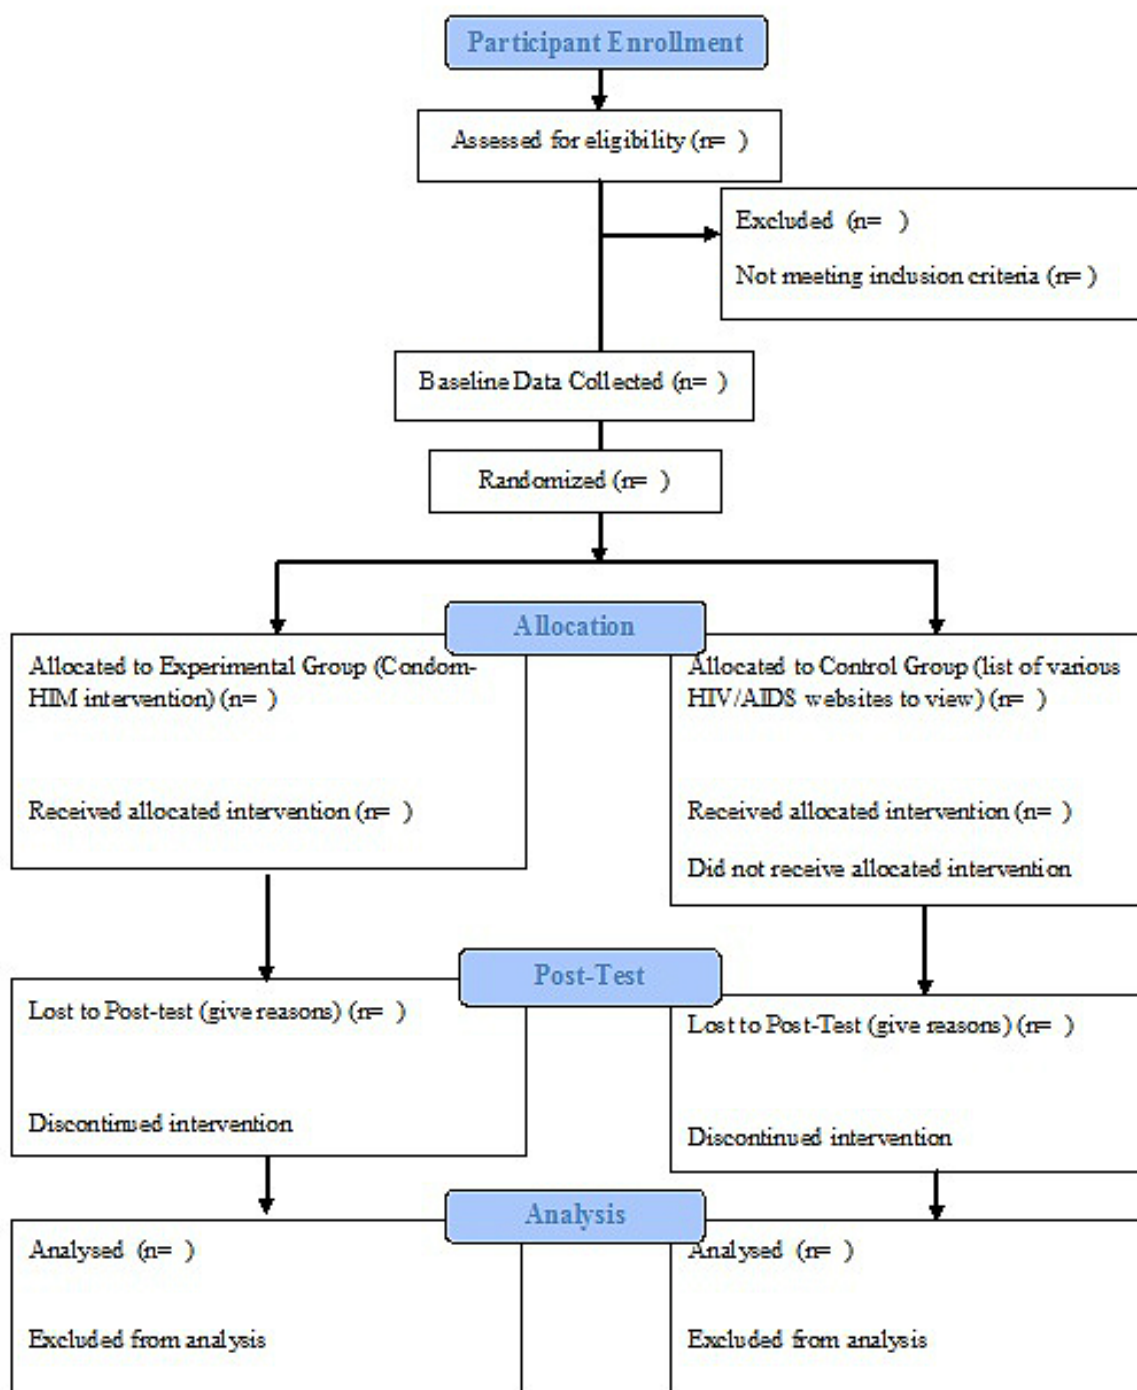 Participant Enrollment
Assessed for eligibility (n=  )
Excluded  (n=  )
Not meeting inclusion criteria (n= )
Baseline Data Collected (n=  )
Randomized (n=  )
Allocation
Allocated to Experimental Group (Condom-
HIM intervention) (n=  )
Received allocated intervention (n=  )
Allocated to Control Group (list of various
HIV/AIDS websites to view) (n=  )
Received allocated intervention (n=  )
Did not receive allocated intervention
Post-Test
Lost to Post-test (give reasons) (n=  )
Discontinued intervention
Lost to Post-Test (give reasons) (n=  )
Discontinued intervention
Analysis
Analysed  (n=  )
Excluded from analysis
Analysed  (n=  )
Excluded from analysis